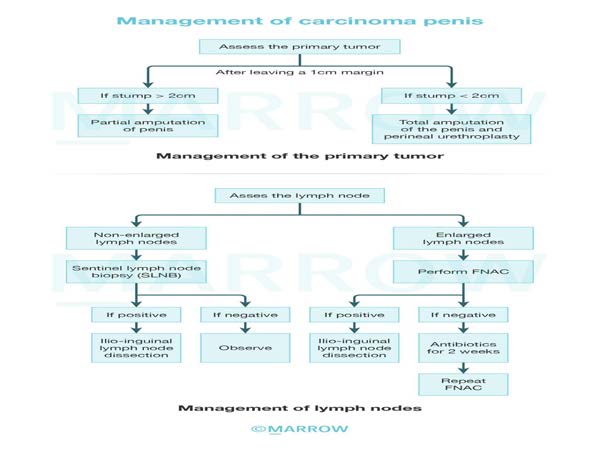 Management of carcinoma penis
Assess the primary tumor
After leaving a 1cm margin
If stump > 2cm
If stump < 2cm
Partial amputation
of penis
Total amputation
of the penis and
perineal urethroplasty
Management of the primary tumor
MARROW
Asses the lymph node
Non-enlarged
lymph nodes
Enlarged
lymph nodes
Sentinel lymph node
biopsy (SLNB)
Perform FNAC
MARROW
If positive
If negative
If positive
If negative
Ilio-inguinal
lymph node
dissection
Observe
Ilio-inguinal
lymph node
dissection
Antibiotics
for 2 weeks
Repeat
FNAC
Management of lymph nodes
©MARROW